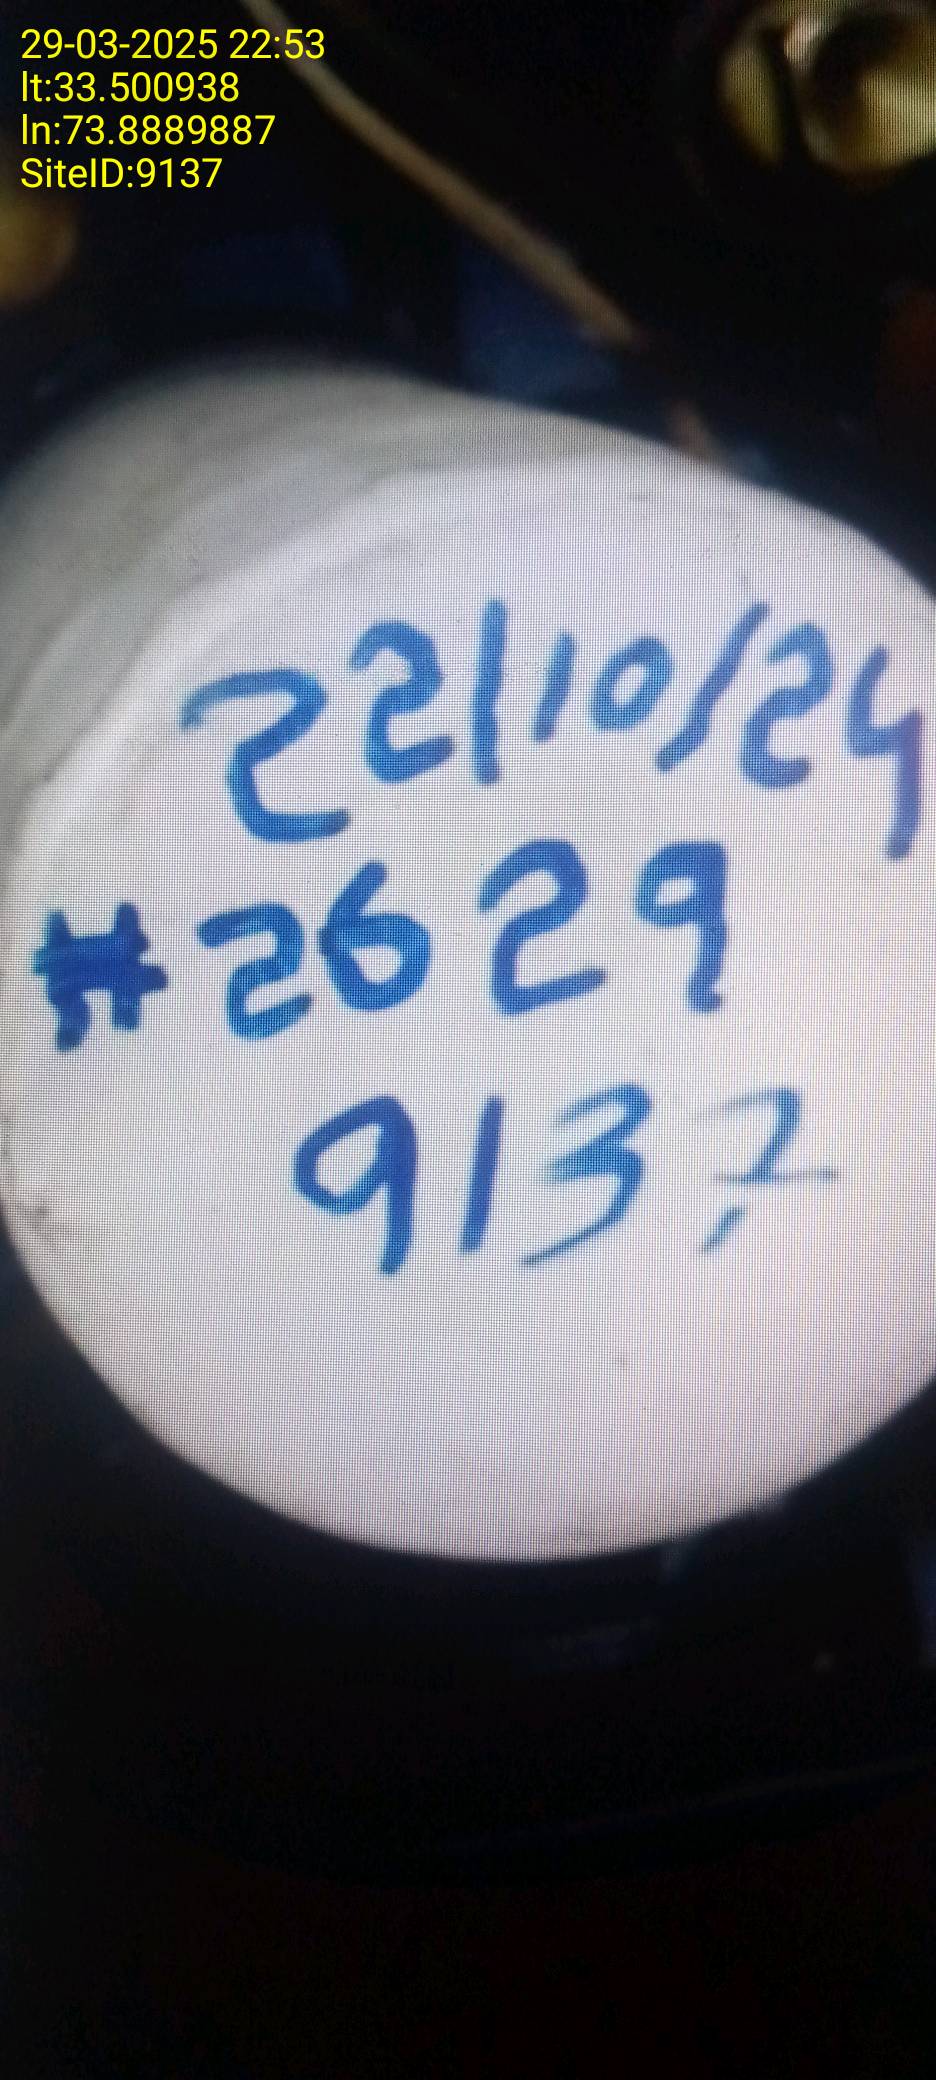 29-03-2025 22:53
lt:33.500938
ln:73.8889887
SiteID:9137
22/10/24
#2629
9137